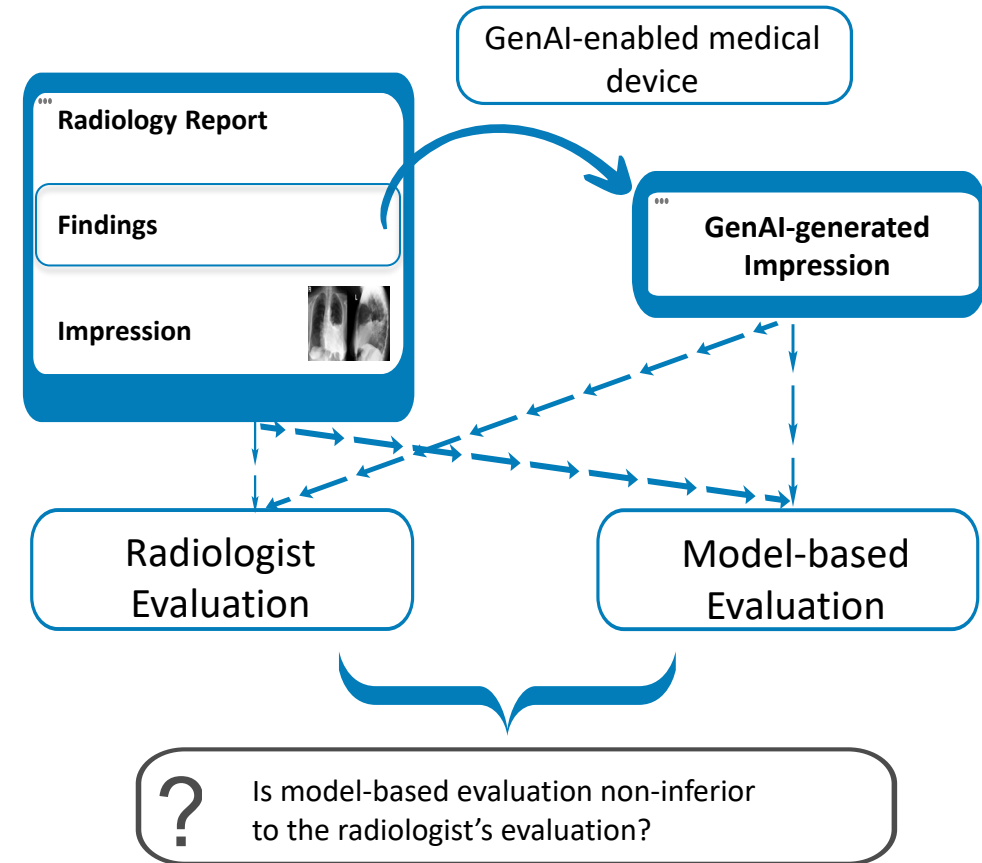 GenAI-enabled medical
device
Radiology Report
Findings
Impression
R
L
GenAI-generated
Impression
Radiologist
Evaluation
Model-based
Evaluation
?
Is model-based evaluation non-inferior
to the radiologist’s evaluation?